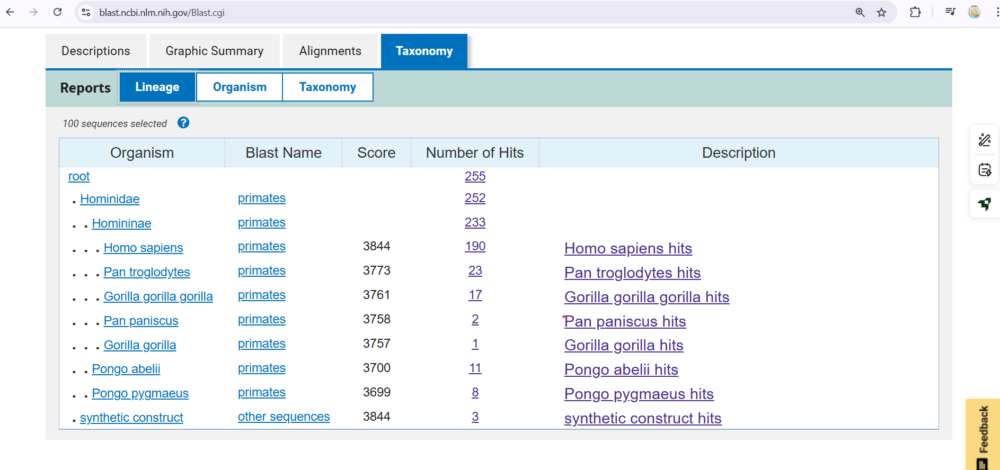 blast.ncbi.nlm.nih.gov/Blast.cgi
Descriptions Graphic Summary Alignments Taxonomy
Reports Lineage Organism Taxonomy
100 sequences selected ?
Organism Blast Name Score Number of Hits Description
root 255
. Hominidae primates 252
. . Homininae primates 233
. . . Homo sapiens primates 3844 190 Homo sapiens hits
. . . Pan troglodytes primates 3773 23 Pan troglodytes hits
. . . Gorilla gorilla gorilla primates 3761 17 Gorilla gorilla gorilla hits
. . . Pan paniscus primates 3758 2 Pan paniscus hits
. . . Gorilla gorilla primates 3757 1 Gorilla gorilla hits
. . Pongo abelii primates 3700 11 Pongo abelii hits
. . Pongo pygmaeus primates 3699 8 Pongo pygmaeus hits
. synthetic construct other sequences 3844 3 synthetic construct hits
Feedback